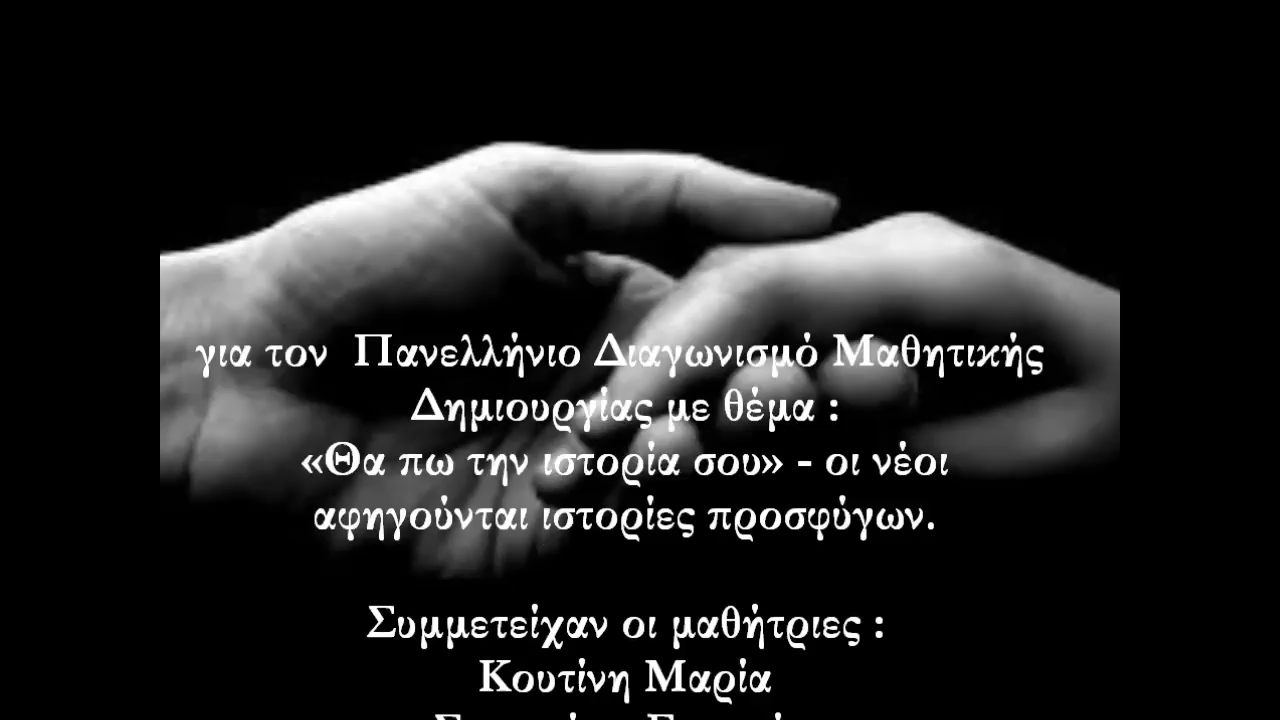 για τον Πανελλήνιο Διαγωνισμό Μαθητικής
Δημιουργίας με θέμα :
«Θα πω την ιστορία σου» - οι νέοι
αφηγούνται ιστορίες προσφύγων.
Συμμετείχαν οι μαθήτριες :
Κουτίνη Μαρία